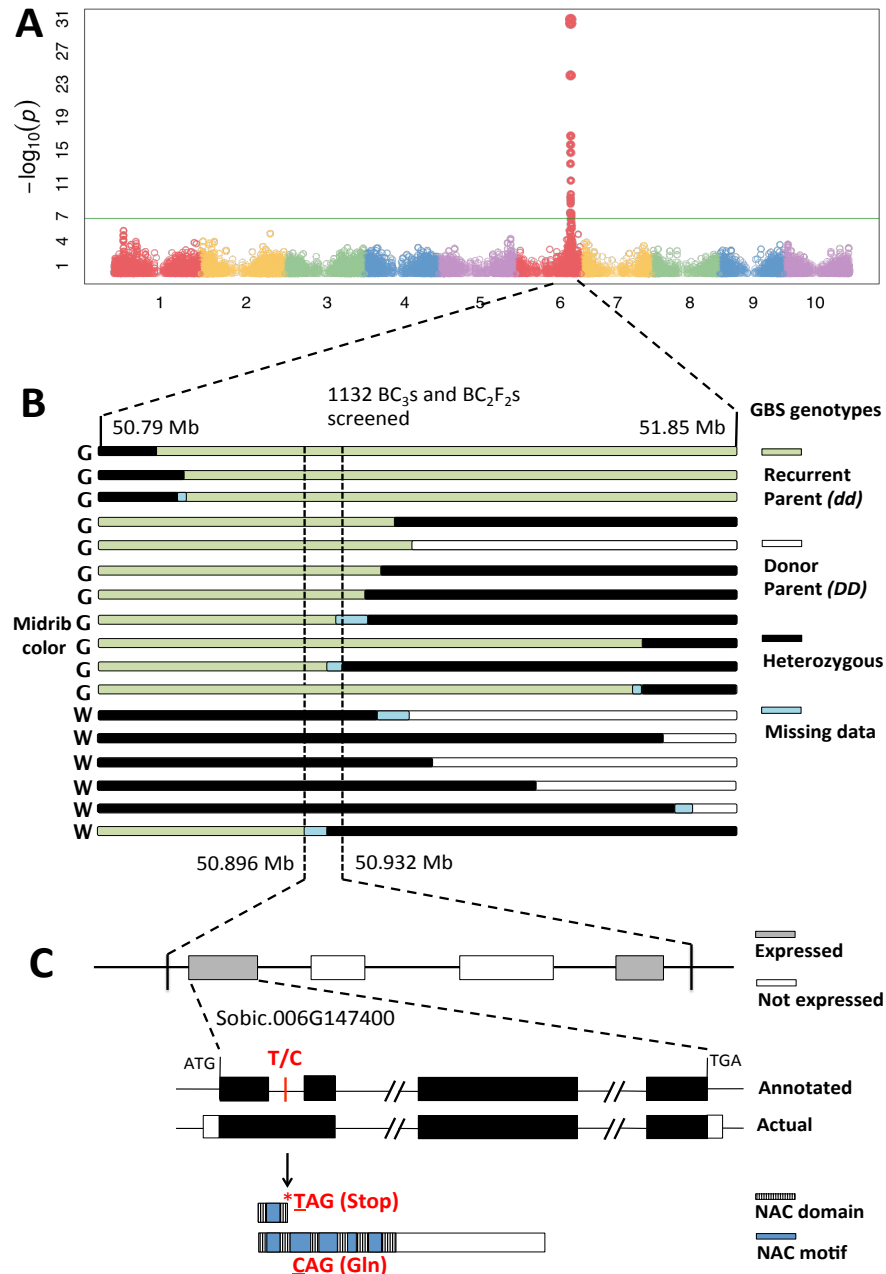 A
31
27
23
19
15
11
7
4
1
−log10(p)
1 2 3 4 5 6 7 8 9 10
B
1132 BC3s and BC2F2s
screened
GBS genotypes
50.79 Mb
51.85 Mb
G
G
G
G
G
G
G
G
G
G
G
W
W
W
W
W
W
Midrib
color
Recurrent
Parent (dd)
Donor
Parent (DD)
Heterozygous
Missing data
50.896 Mb
50.932 Mb
C
Expressed
Not expressed
Sobic.006G147400
ATG
T/C
TGA
Annotated
Actual
*TAG (Stop)
CAG (Gln)
NAC domain
NAC motif